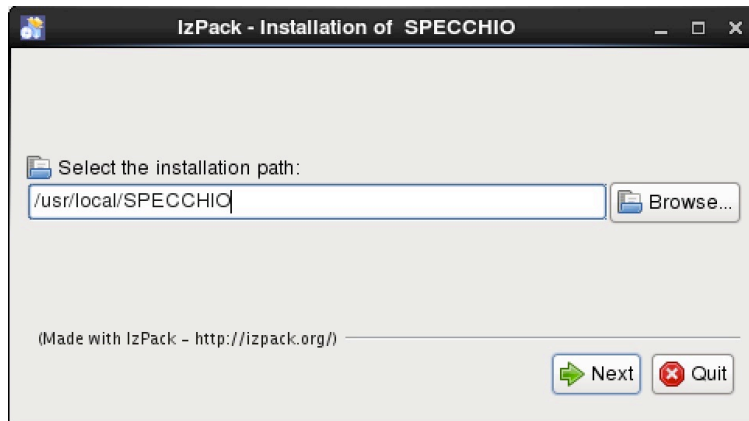 IzPack - Installation of SPECCHIO
Select the installation path:
/usr/local/SPECCHIO
Browse...
(Made with IzPack - http://izpack.org/)
Next
Quit